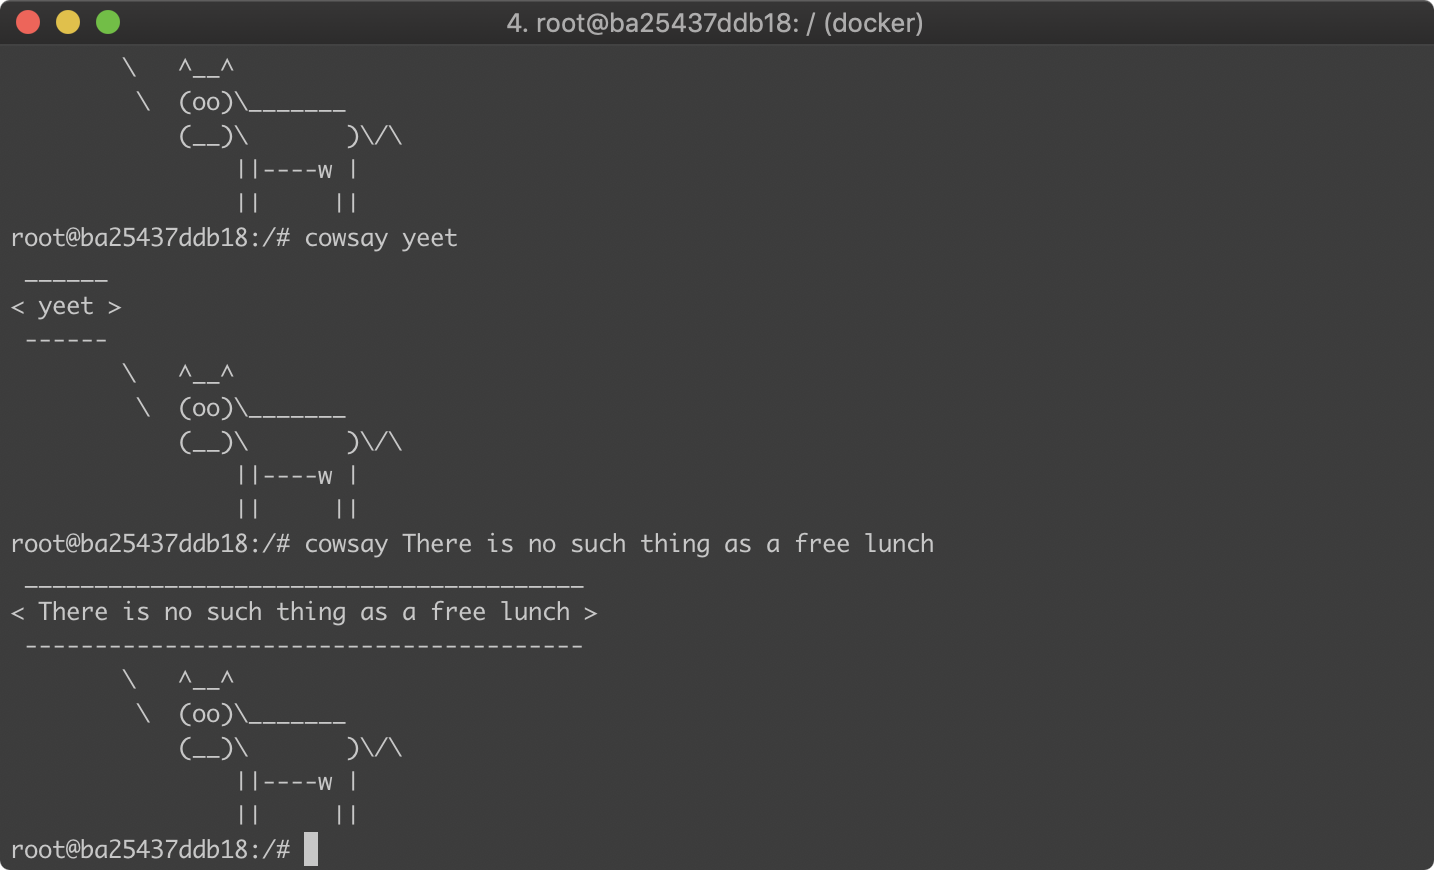 4. root@ba25437ddb18: / (docker)
        \   ^__^
         \  (oo)\_______
            (__)\       )\/\
                ||----w |
                ||     ||
root@ba25437ddb18:/# cowsay yeet
 ______
< yeet >
 ------
        \   ^__^
         \  (oo)\_______
            (__)\       )\/\
                ||----w |
                ||     ||
root@ba25437ddb18:/# cowsay There is no such thing as a free lunch
 ________________________________________
< There is no such thing as a free lunch >
 ----------------------------------------
        \   ^__^
         \  (oo)\_______
            (__)\       )\/\
                ||----w |
                ||     ||
root@ba25437ddb18:/#